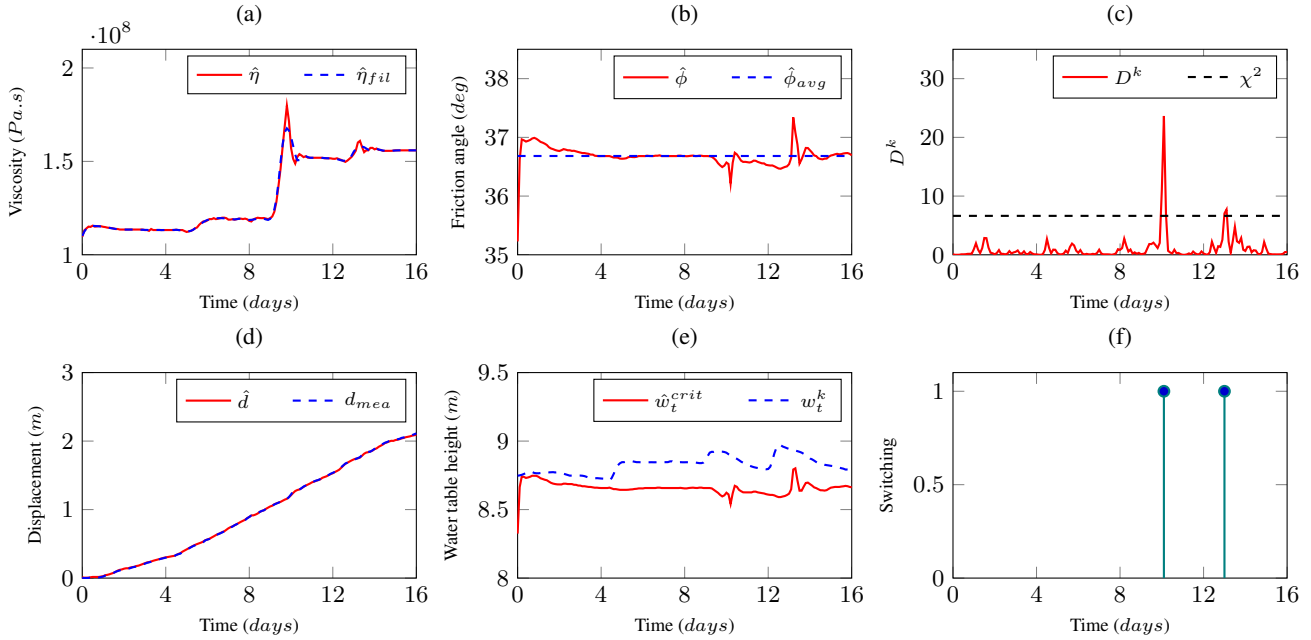 (a)
·10⁸
2
1.5
1
0 4 8 12 16
Viscosity (Pa.s)
Time (days)
η̂ η̂_fil
(b)
38
37
36
35
0 4 8 12 16
Friction angle (deg)
Time (days)
ϕ̂ ϕ̂_avg
(c)
30
20
10
0
0 4 8 12 16
D^k
Time (days)
D^k χ²
(d)
3
2
1
0
0 4 8 12 16
Displacement (m)
Time (days)
d̂ d_mea
(e)
9.5
9
8.5
8
0 4 8 12 16
Water table height (m)
Time (days)
ŵ_t^crit w_t^k
(f)
1
0.5
0
0 4 8 12 16
Switching
Time (days)